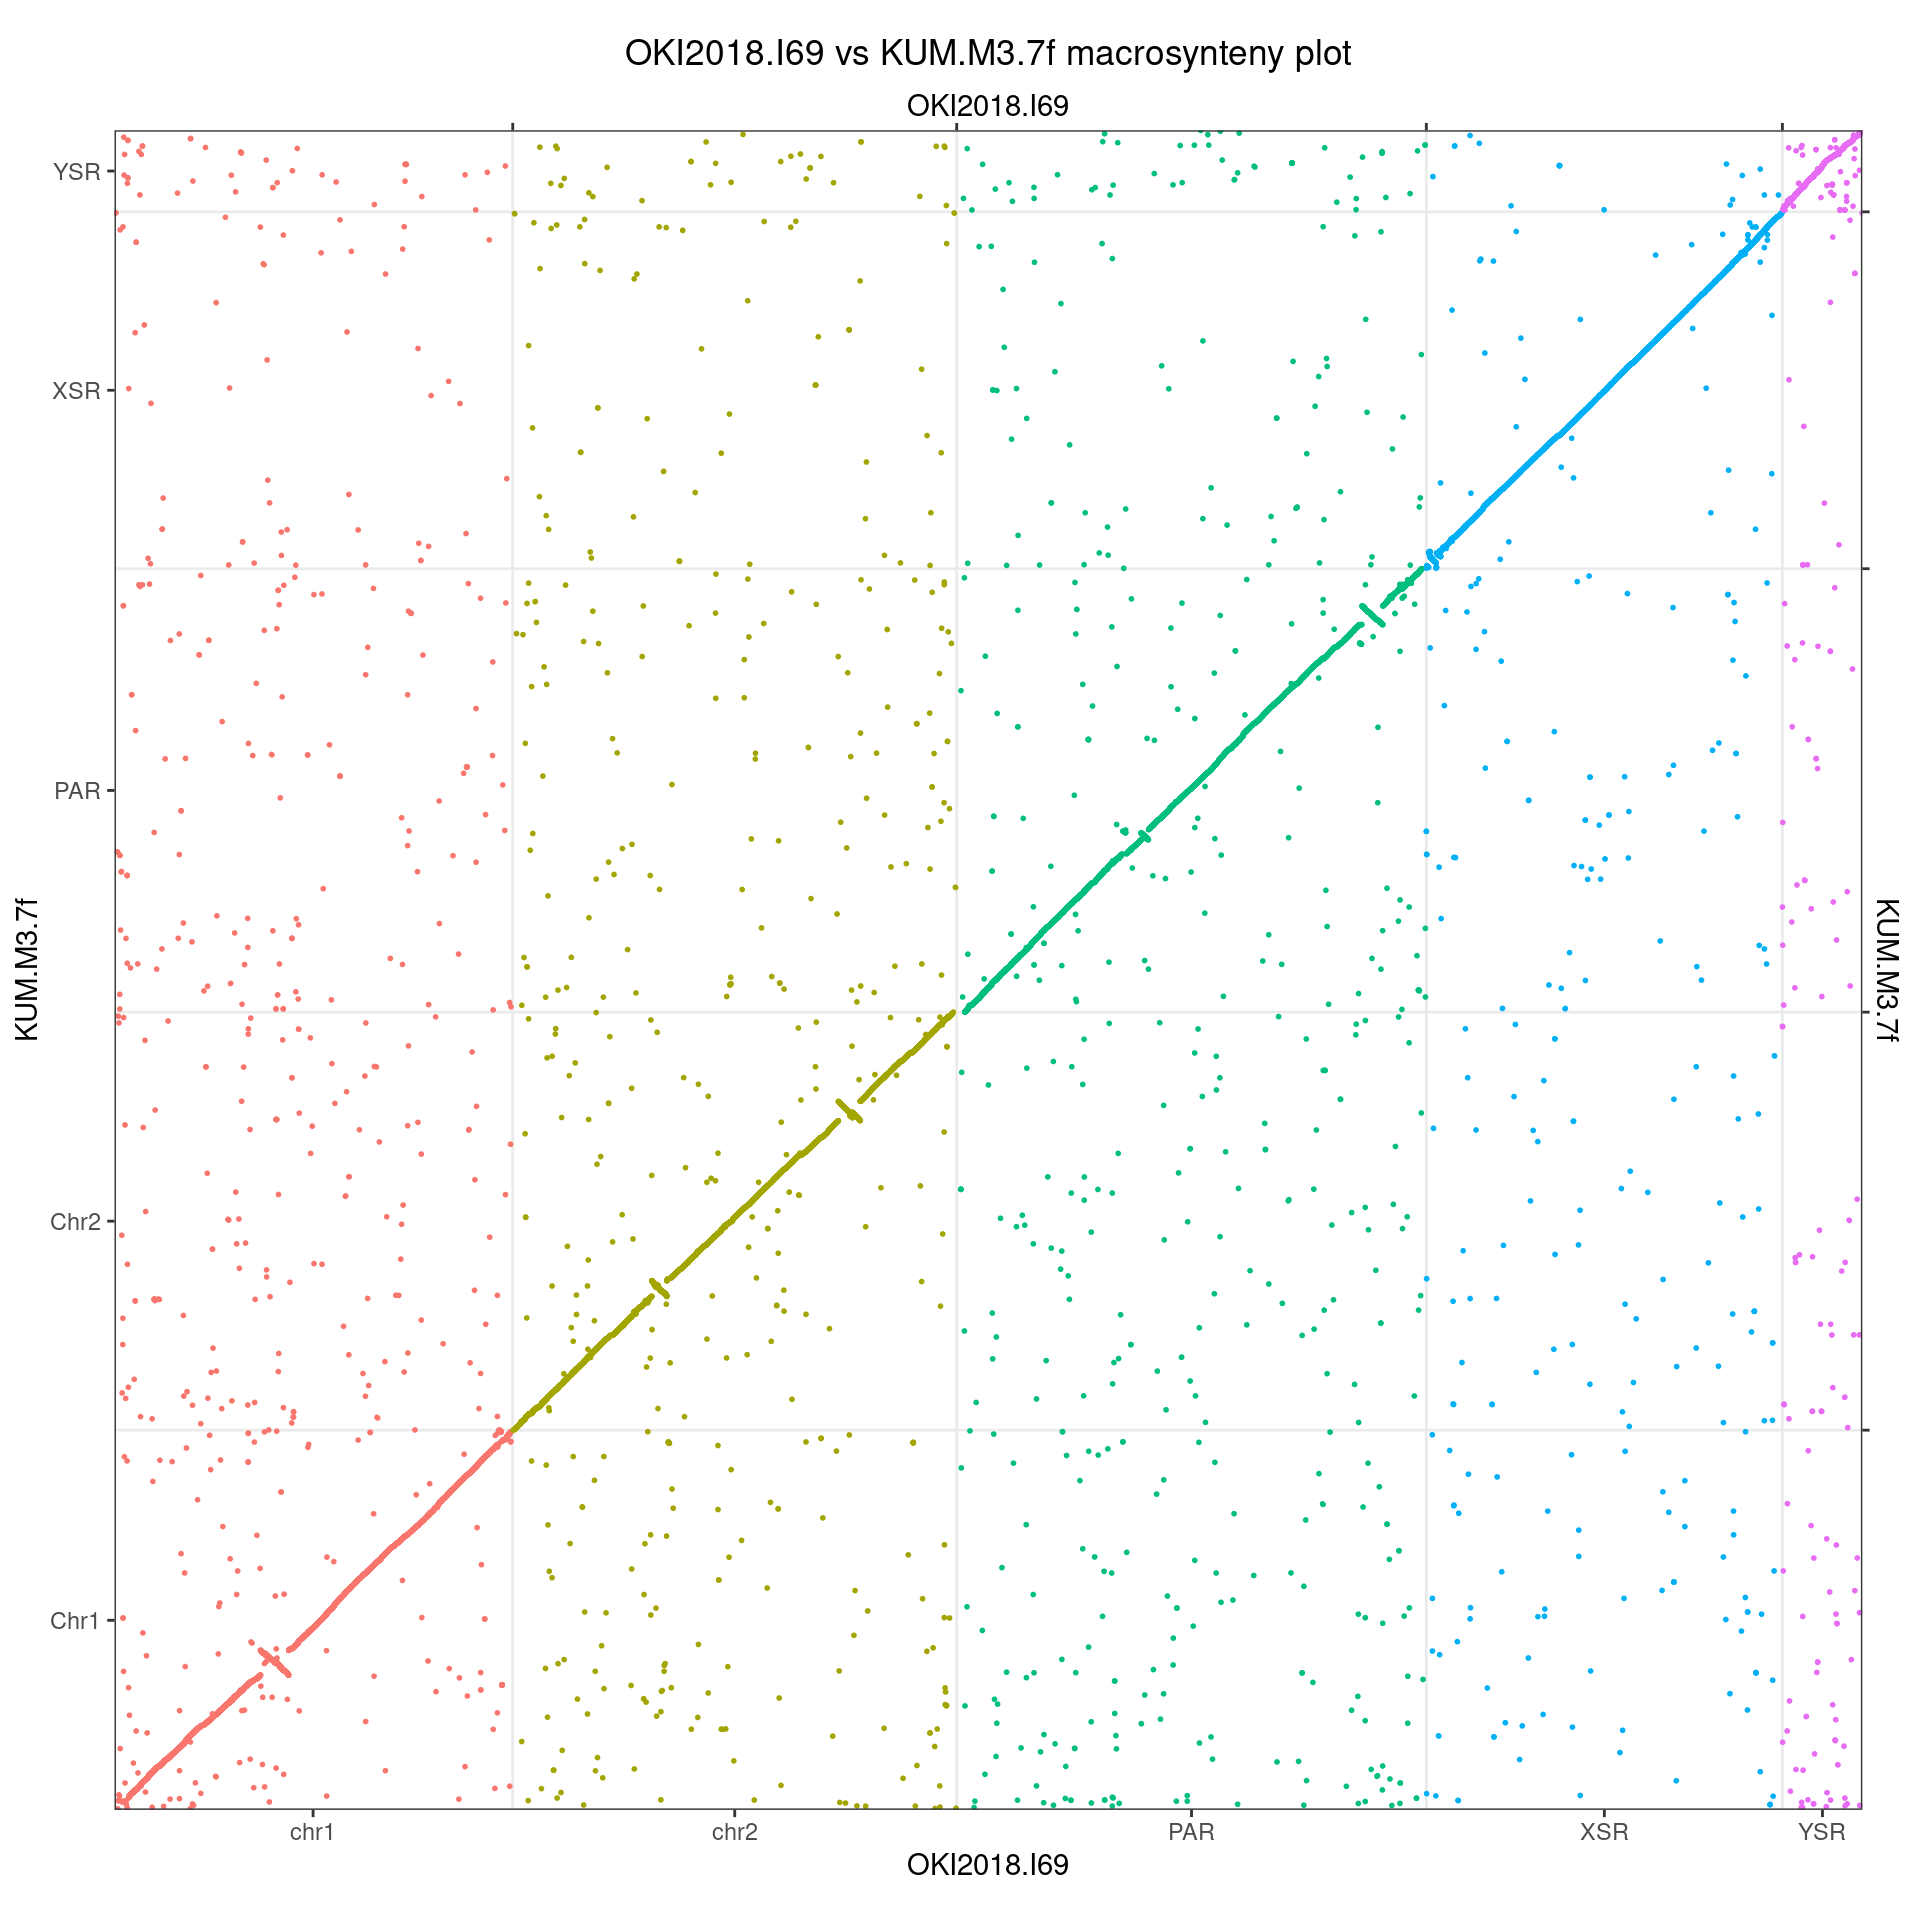 OKI2018.I69 vs KUM.M3.7f macrosynteny plot
OKI2018.I69
YSR
XSR
PAR
Chr2
Chr1
KUM.M3.7f
KUM.M3.7f
chr1
chr2
PAR
XSR
YSR
OKI2018.I69